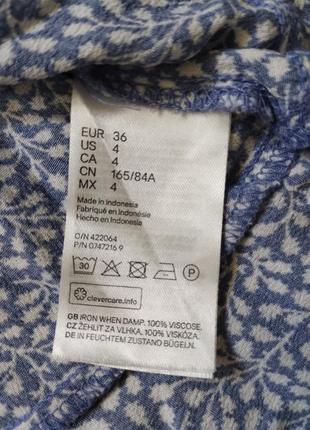 EUR 36
US 4
CA 4
CN 165/84A
MX 4
Made in Indonesia
Fabriqué en Indonésie
Hecho en Indonesia
O/N 422064
P/N 0747216 9
30 P
clevercare.info
GB IRON WHEN DAMP. 100% VISCOSE.
CZ ŽEHLIT ZA VLHKA. 100% VISKÓZA.
DE IN FEUCHTEM ZUSTAND BÜGELN.